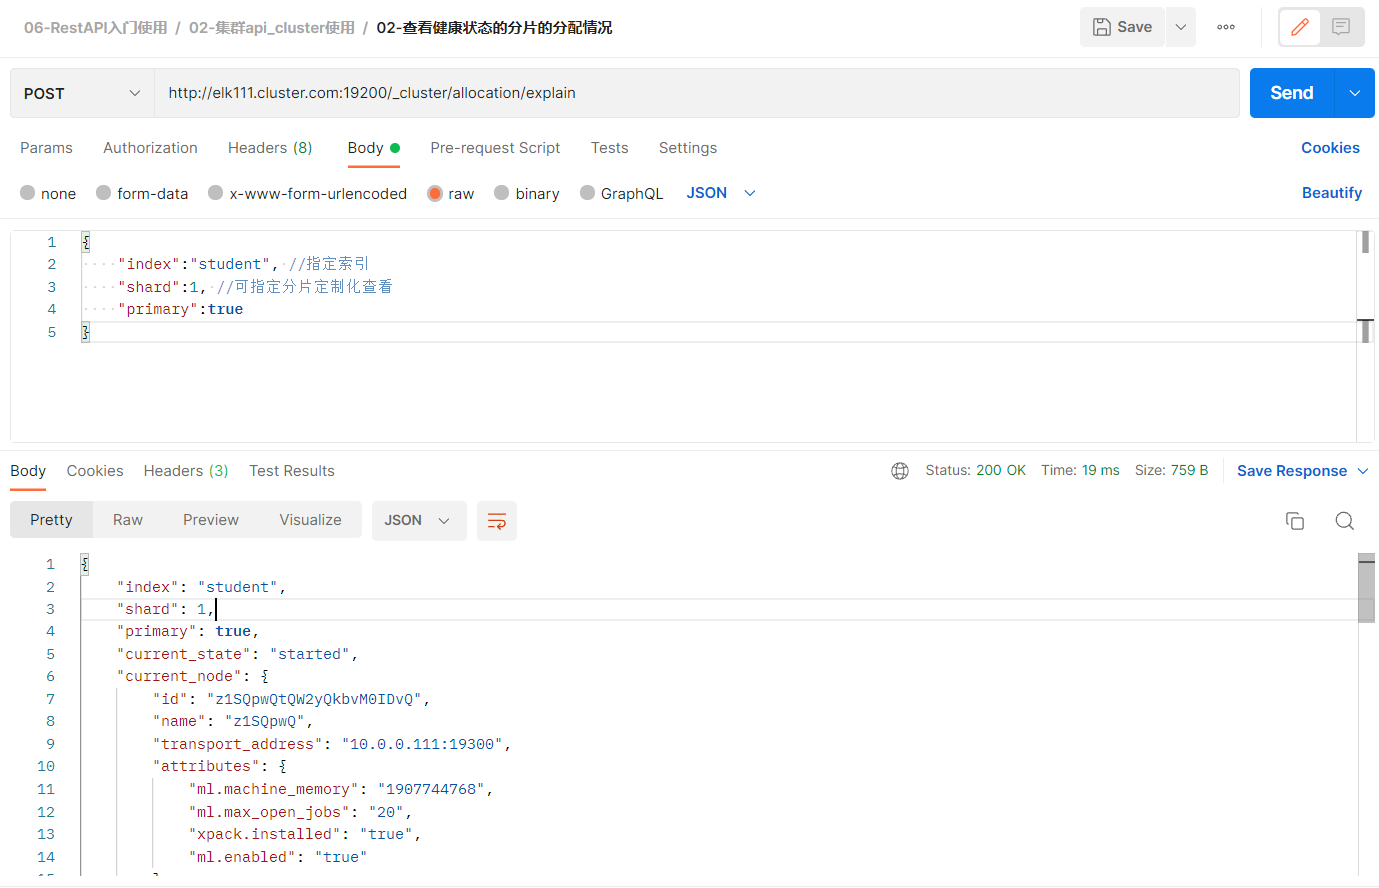 06-RestAPI入门使用 / 02-集群api_cluster使用 / 02-查看健康状态的分片的分配情况
Save
POST
http://elk111.cluster.com:19200/_cluster/allocation/explain
Send
Params Authorization Headers (8) Body Pre-request Script Tests Settings Cookies
none form-data x-www-form-urlencoded raw binary GraphQL JSON Beautify
1 {
2 ····"index":"student",·//指定索引
3 ····"shard":1,·//可指定分片定制化查看
4 ····"primary":true
5 }
Body Cookies Headers (3) Test Results Status: 200 OK Time: 19 ms Size: 759 B Save Response
Pretty Raw Preview Visualize JSON
1 {
2 "index": "student",
3 "shard": 1,
4 "primary": true,
5 "current_state": "started",
6 "current_node": {
7 "id": "z1SQpwQtQW2yQkbvM0IDvQ",
8 "name": "z1SQpwQ",
9 "transport_address": "10.0.0.111:19300",
10 "attributes": {
11 "ml.machine_memory": "1907744768",
12 "ml.max_open_jobs": "20",
13 "xpack.installed": "true",
14 "ml.enabled": "true"